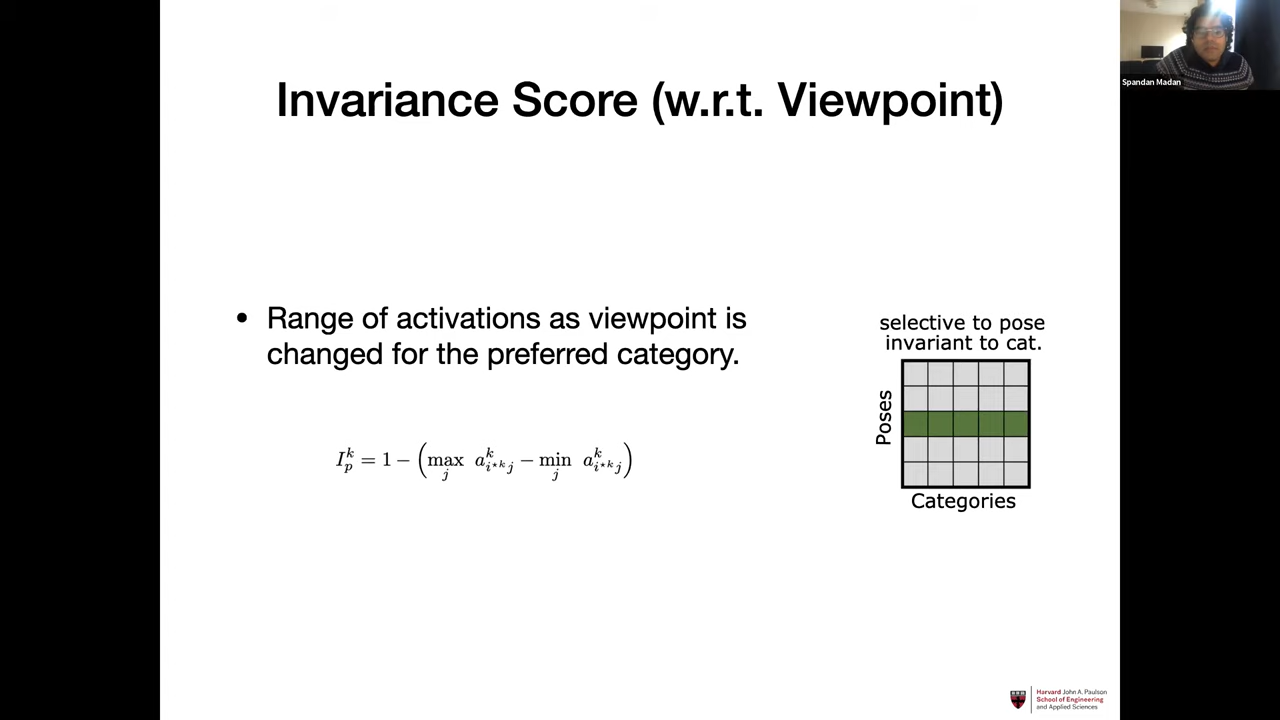 Spandan Madan
Invariance Score (w.r.t. Viewpoint)
• Range of activations as viewpoint is
changed for the preferred category.
I_p^k = 1 − (max_j a^k_{i^{⋆k} j} − min_j a^k_{i^{⋆k} j})
selective to pose
invariant to cat.
Poses
Categories
Harvard John A. Paulson
School of Engineering
and Applied Sciences